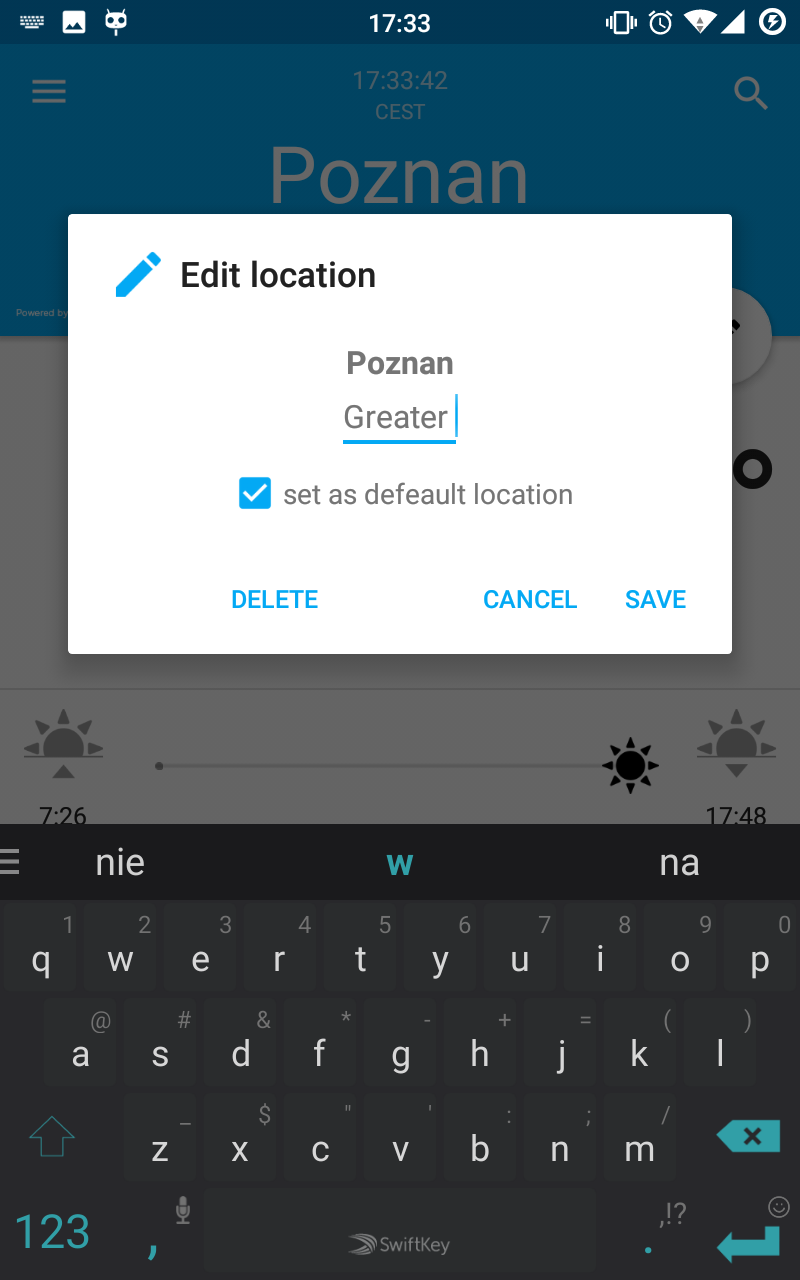 17:33
17:33:42
CEST
Poznan
Edit location
Powered by
Poznan
Greater
set as defeault location
DELETE CANCEL SAVE
7:26 17:48
nie w na
1 2 3 4 5 6 7 8 9 0
q w e r t y u i o p
@ # & * - + = ( )
a s d f g h j k l
_ $ " ' : ; /
z x c v b n m
123 , SwiftKey . ,!?